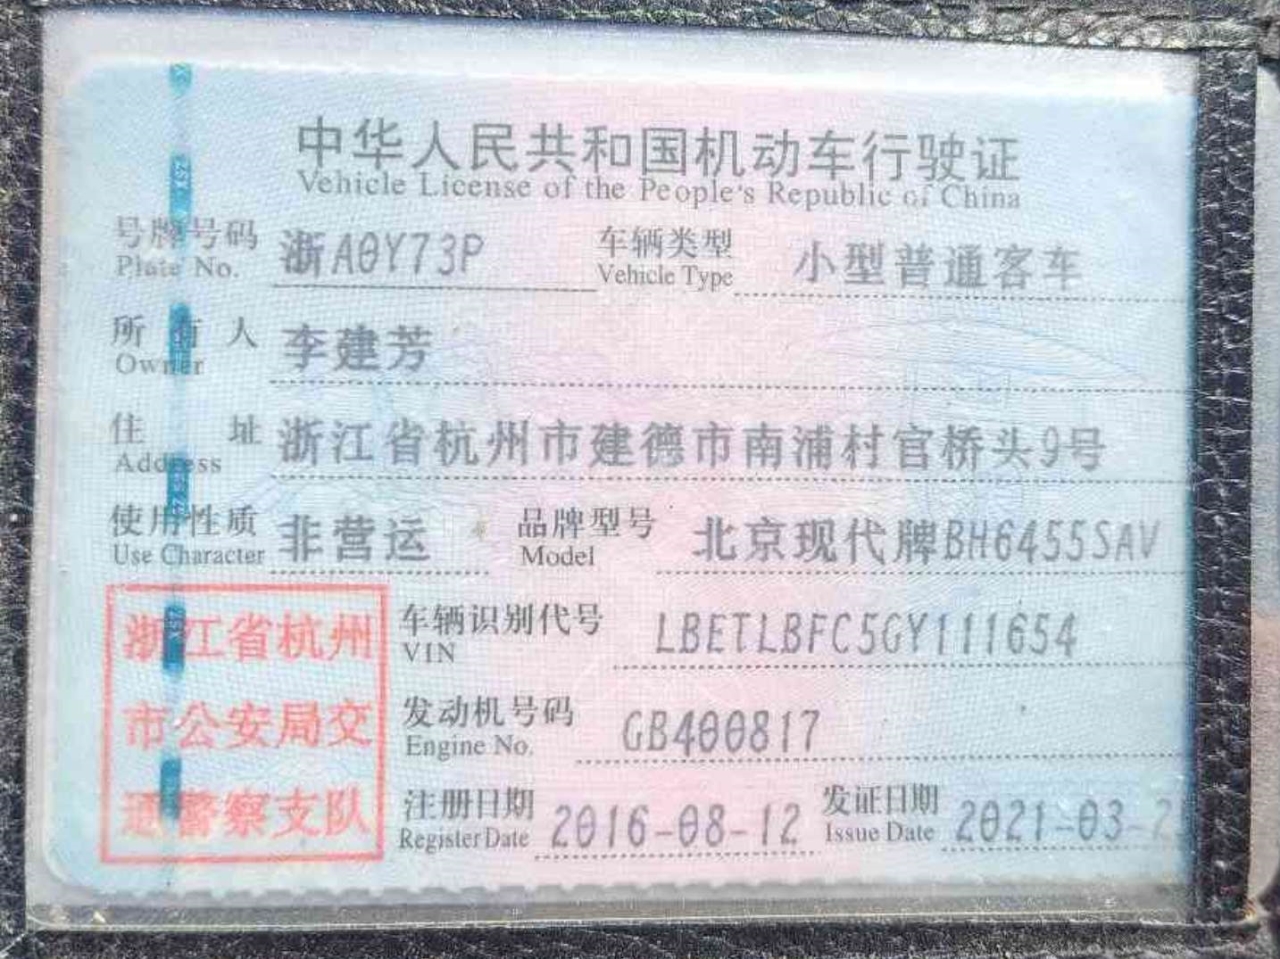 中华人民共和国机动车行驶证
Vehicle License of the People's Republic of China
号牌号码 浙A0Y73P 车辆类型 小型普通客车
Plate No. Vehicle Type
所有人 李建芳
Owner
住址 浙江省杭州市建德市南浦村官桥头9号
Address
使用性质 非营运 品牌型号 北京现代牌BH6455SAV
Use Character Model
浙江省杭州
市公安局交
通警察支队
车辆识别代号 LBETLBFC5GY111654
VIN
发动机号码 GB400817
Engine No.
注册日期 2016-08-12 发证日期 2021-03-2
Register Date Issue Date